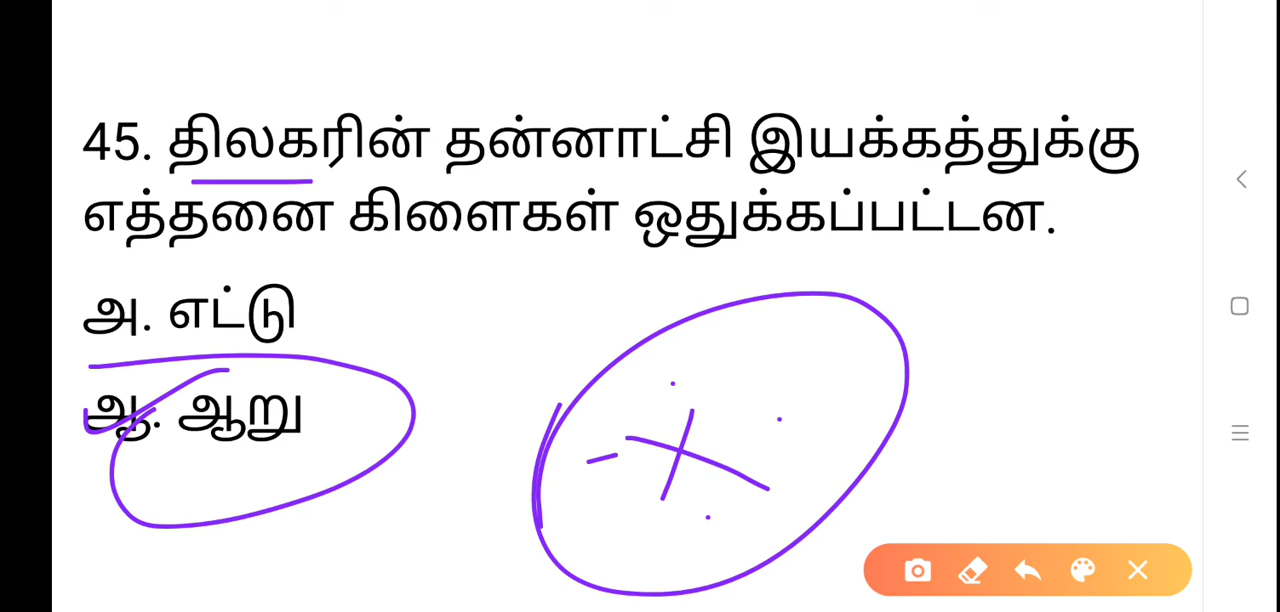 45. திலகரின் தன்னாட்சி இயக்கத்துக்கு
எத்தனை கிளைகள் ஒதுக்கப்பட்டன.
அ. எட்டு
ஆ. ஆறு